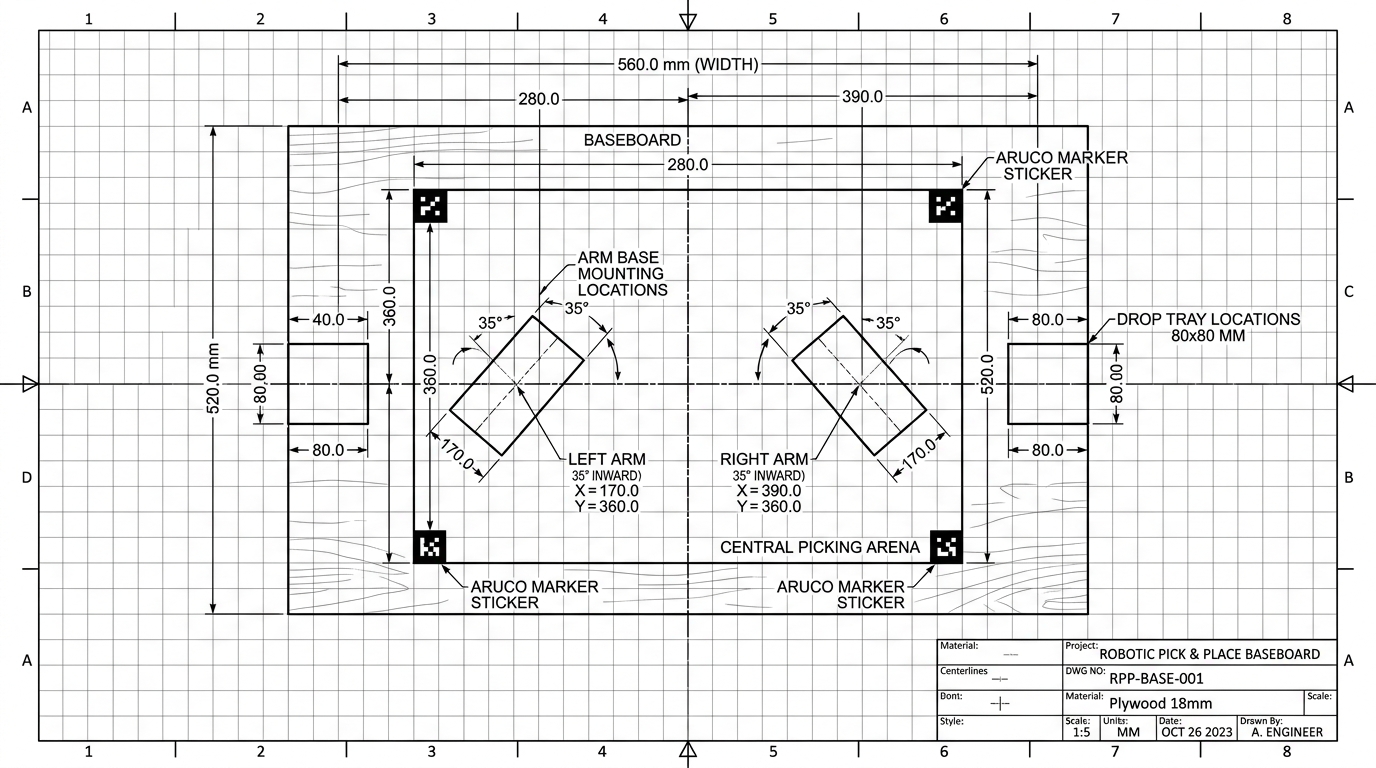 1 2 3 4 5 6 7 8
560.0 mm (WIDTH)
280.0
390.0
A
A
BASEBOARD
280.0
ARUCO MARKER
STICKER
ARM BASE
MOUNTING
LOCATIONS
B
C
35°
35°
35°
35°
360.0
360.0
40.0
80.00
80.0
520.0 mm
520.0
80.0
80.00
80.0
DROP TRAY LOCATIONS
80x80 MM
170.0
170.0
LEFT ARM
35° INWARD)
X = 170.0
Y = 360.0
RIGHT ARM
35° INWARD)
X = 390.0
Y = 360.0
D
B
CENTRAL PICKING ARENA
ARUCO MARKER
STICKER
ARUCO MARKER
STICKER
A
A
Material:
Project: ROBOTIC PICK & PLACE BASEBOARD
Centerlines
DWG NO: RPP-BASE-001
Dont:
Material: Plywood 18mm
Scale:
Style:
Scale: 1:5
Units: MM
Date: OCT 26 2023
Drawn By: A. ENGINEER
1 2 3 4 5 6 7 8